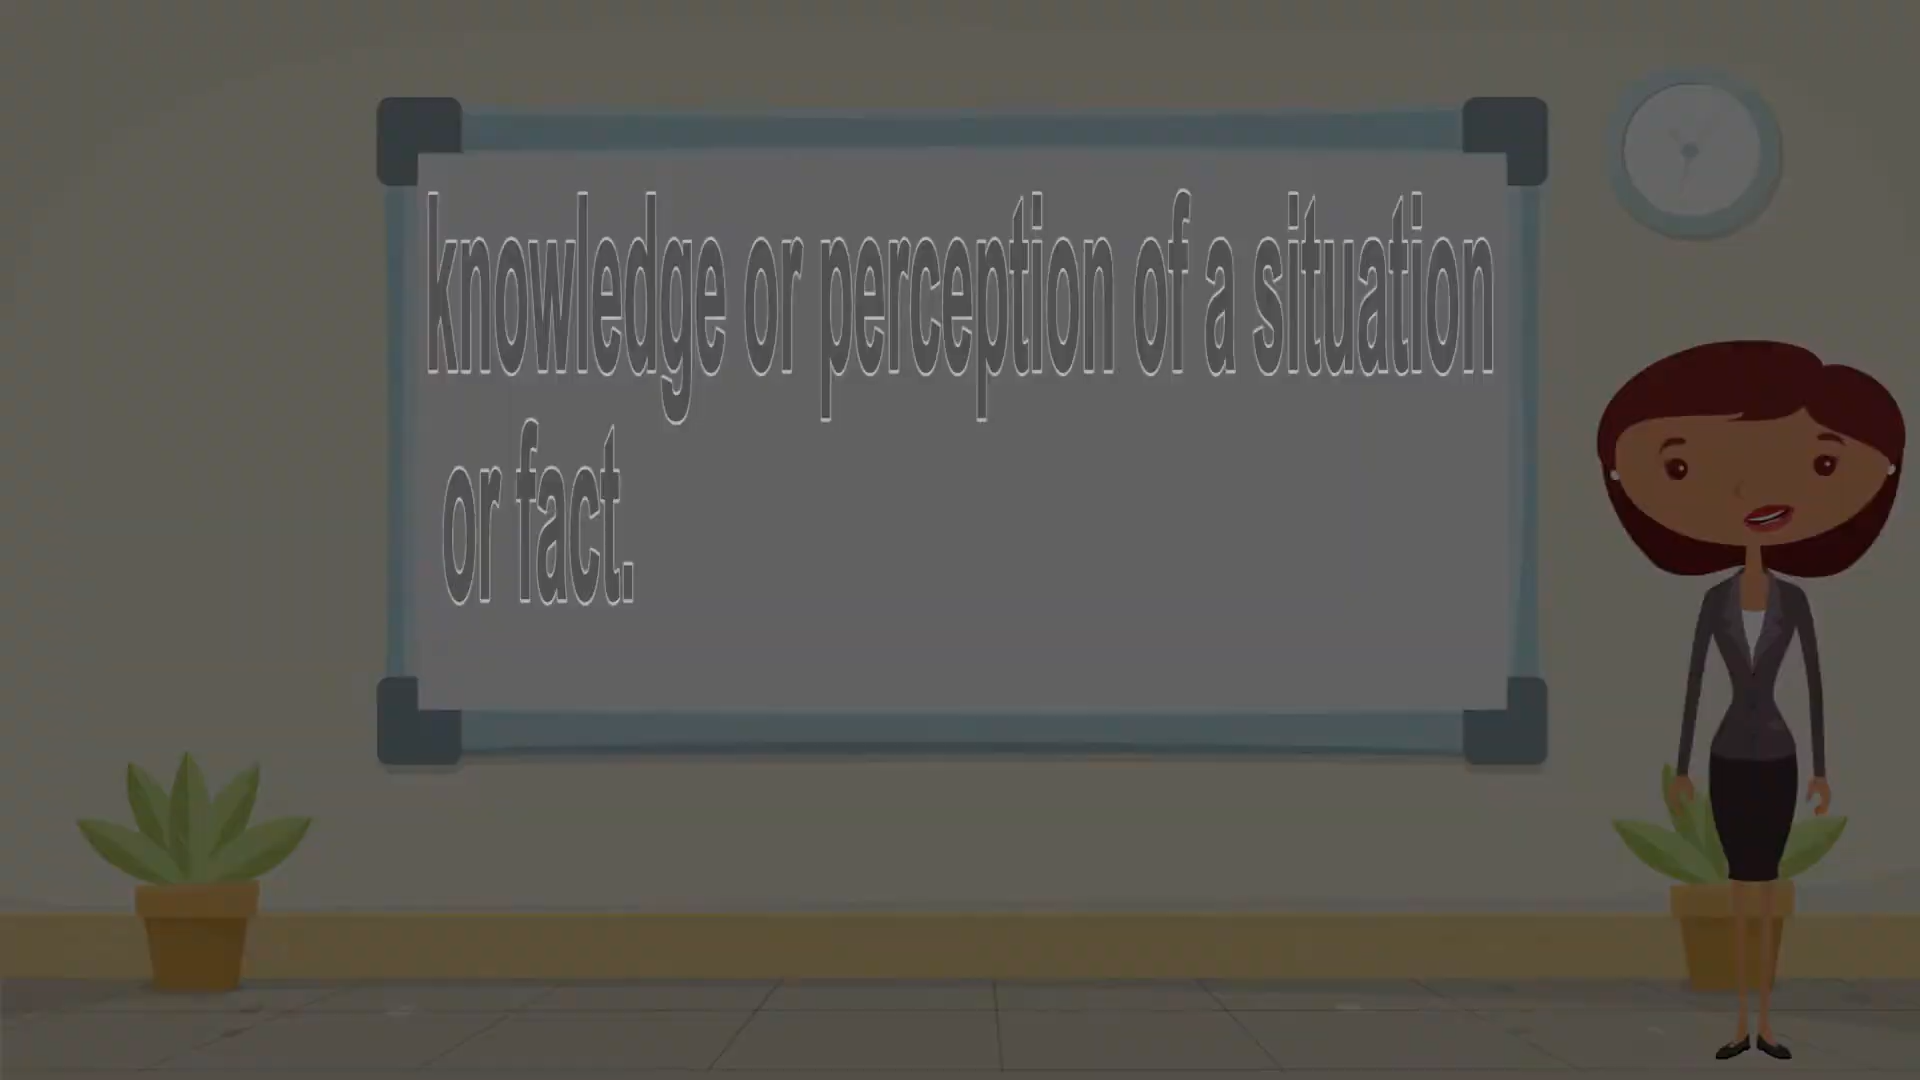 knowledge or perception of a situation
or fact.